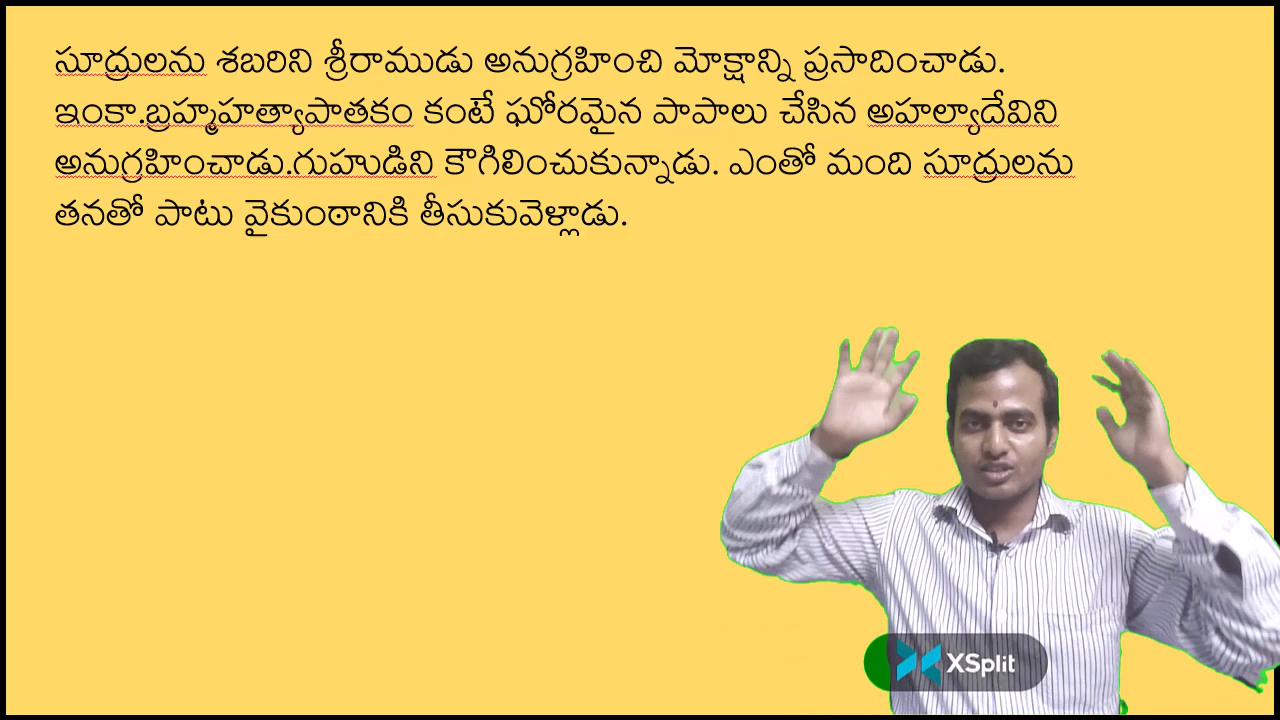 సూద్రులను శబరిని శ్రీరాముడు అనుగ్రహించి మోక్షాన్ని ప్రసాదించాడు.
ఇంకా.బ్రహ్మహత్యాపాతకం కంటే ఘోరమైన పాపాలు చేసిన అహల్యాదేవిని
అనుగ్రహించాడు.గుహుడిని కౌగిలించుకున్నాడు. ఎంతో మంది సూద్రులను
తనతో పాటు వైకుంఠానికి తీసుకువెళ్లాడు.
XSplit